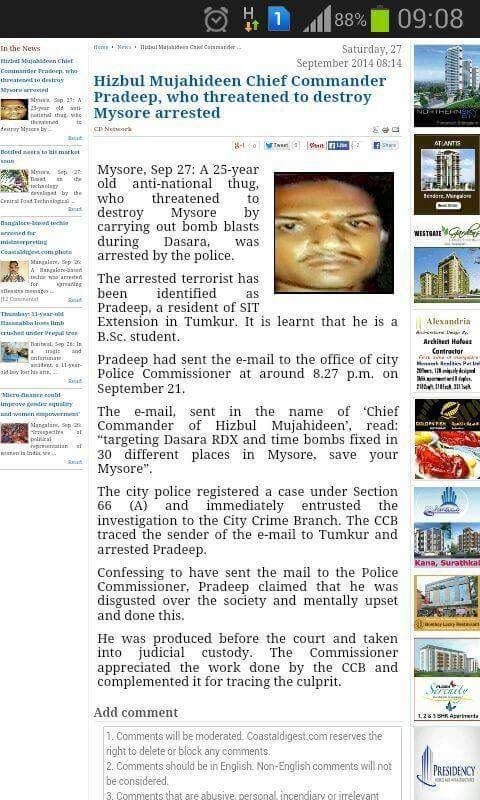 H
1
88%
09:08
In the News
Hizbul Mujahideen Chief
Commander Pradeep, who
threatened to destroy
Mysore arrested
Mysore, Sep 27: A
25-year old
anti-national thug,
who threatened to
destroy Mysore by ...
Read
Bottled neera to hit market
soon
Mysore, Sep 27:
Based on the
technology
developed by the
Central Food Technological ...
Read
Bangalore-based techie
arrested for
misinterpreting
Coastaldigest.com photo
Mangalore, Sep 26:
A Bangalore-based
techie was arrested
for spreading
offensive messages ...
[12 Comments]
Read
Thumbay: 11-year-old
Hasanabba loses limb
crushed under Peepal tree
Bantwal, Sep 26: In
a tragic and
unfortunate
accident, a 11-year-
old boy lost his limb, ...
Read
'Micro-finance could
improve gender equality
and women empowerment'
Mangalore, Sep 26:
"Irrespective of
political
representation of
women in India, we ...
Read
Home › News › Hizbul Mujahideen Chief Commander ...
Saturday, 27
September 2014 08:14
Hizbul Mujahideen Chief Commander
Pradeep, who threatened to destroy
Mysore arrested
CD Network
+1 0
Tweet 0
Pin it
Like 2
Share
Mysore, Sep 27: A 25-year
old anti-national thug,
who threatened to
destroy Mysore by
carrying out bomb blasts
during Dasara, was
arrested by the police.
The arrested terrorist has
been identified as
Pradeep, a resident of SIT
Extension in Tumkur. It is learnt that he is a
B.Sc. student.
Pradeep had sent the e-mail to the office of city
Police Commissioner at around 8.27 p.m. on
September 21.
The e-mail, sent in the name of ‘Chief
Commander of Hizbul Mujahideen’, read:
“targeting Dasara RDX and time bombs fixed in
30 different places in Mysore, save your
Mysore”.
The city police registered a case under Section
66 (A) and immediately entrusted the
investigation to the City Crime Branch. The CCB
traced the sender of the e-mail to Tumkur and
arrested Pradeep.
Confessing to have sent the mail to the Police
Commissioner, Pradeep claimed that he was
disgusted over the society and mentally upset
and done this.
He was produced before the court and taken
into judicial custody. The Commissioner
appreciated the work done by the CCB and
complemented it for tracing the culprit.
Add comment
1. Comments will be moderated. Coastaldigest.com reserves the
right to delete or block any comments.
2. Comments should be in English. Non-English comments will not
be considered.
3. Comments that are abusive, personal, incendiary or irrelevant
NORTHERN
SKY
ATLANTIS
Bendore, Mangalore
WESTGATE
Gardens
Alexandria
Architect Hafeez
Contractor
GOLDEN FISH
Kana, Surathkal
Serenity
1, 2 & 3 BHK Apartments
PRESIDENCY